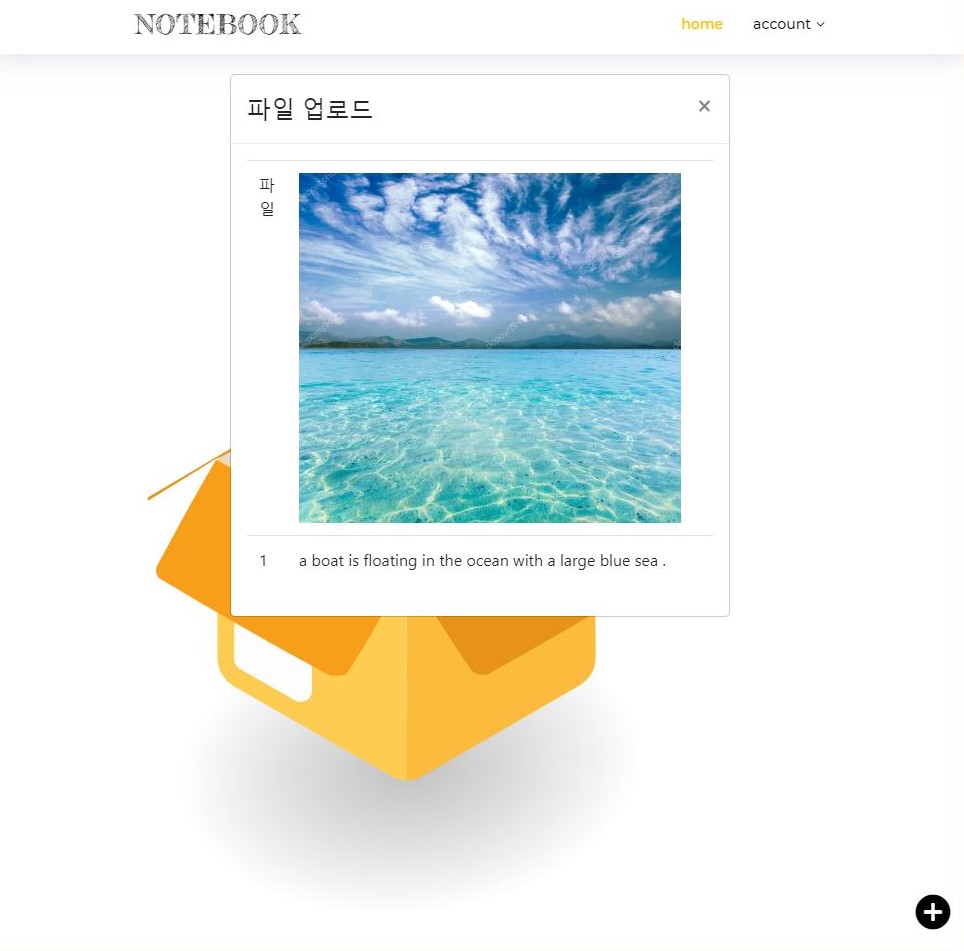 NOTEBOOK
home
account
파일 업로드
×
파
일
1 a boat is floating in the ocean with a large blue sea .